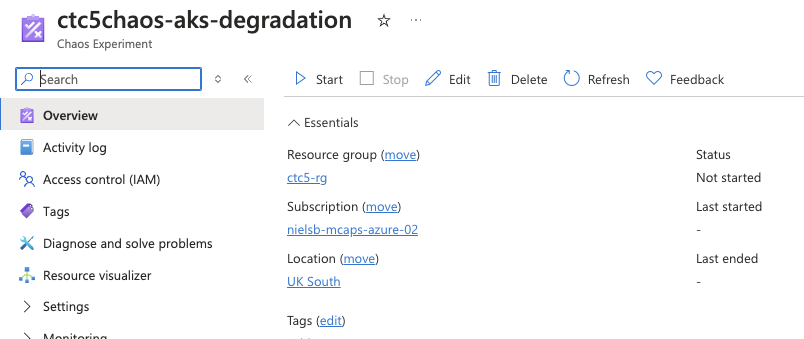 ctc5chaos-aks-degradation
Chaos Experiment
Search
Overview
Activity log
Access control (IAM)
Tags
Diagnose and solve problems
Resource visualizer
Settings
Monitoring
Start Stop Edit Delete Refresh Feedback
Essentials
Resource group (move)
ctc5-rg
Subscription (move)
nielsb-mcaps-azure-02
Location (move)
UK South
Tags (edit)
Status
Not started
Last started
-
Last ended
-